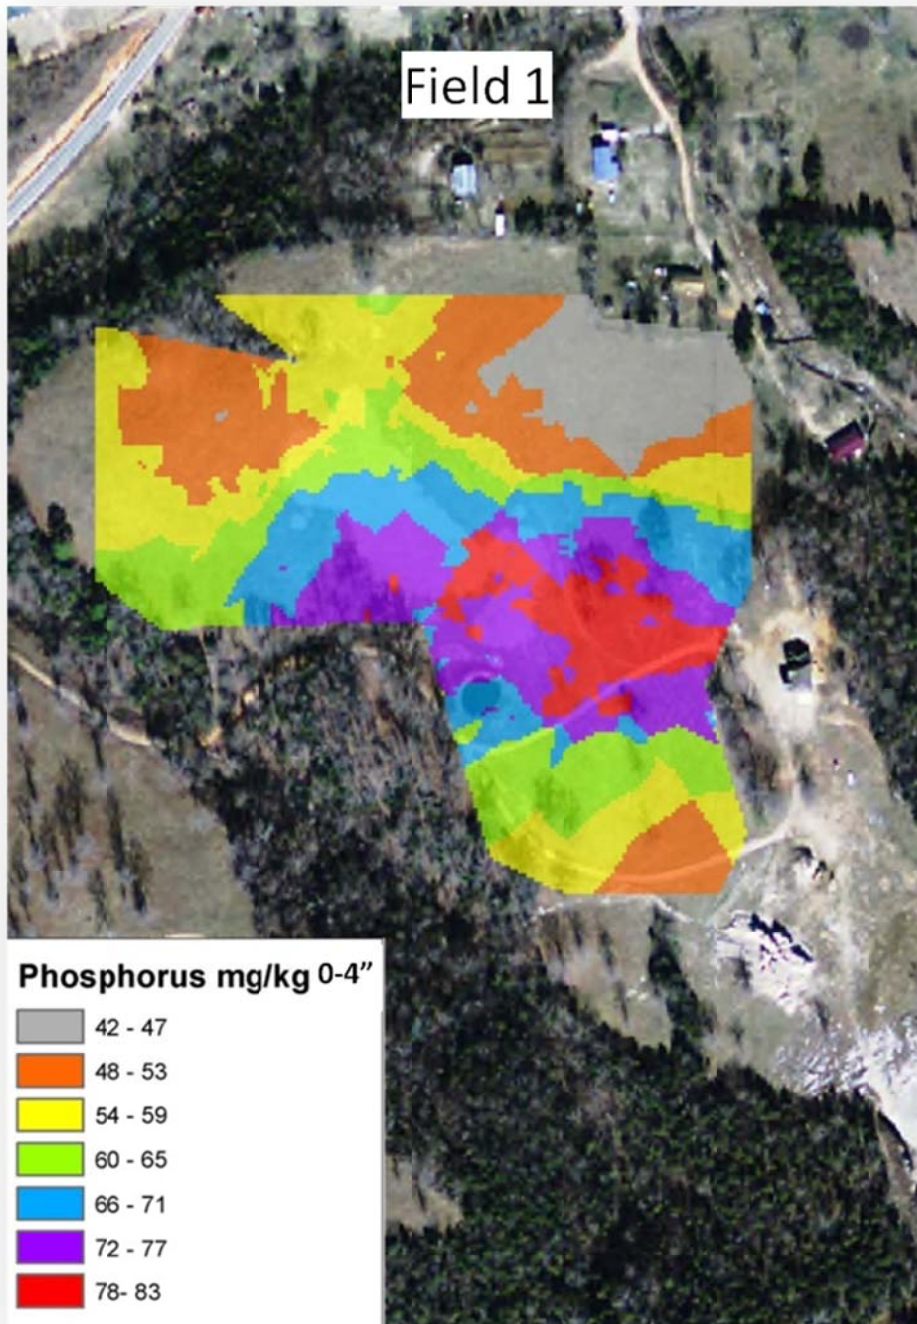 Field 1
Phosphorus mg/kg 0-4”
42 - 47
48 - 53
54 - 59
60 - 65
66 - 71
72 - 77
78- 83